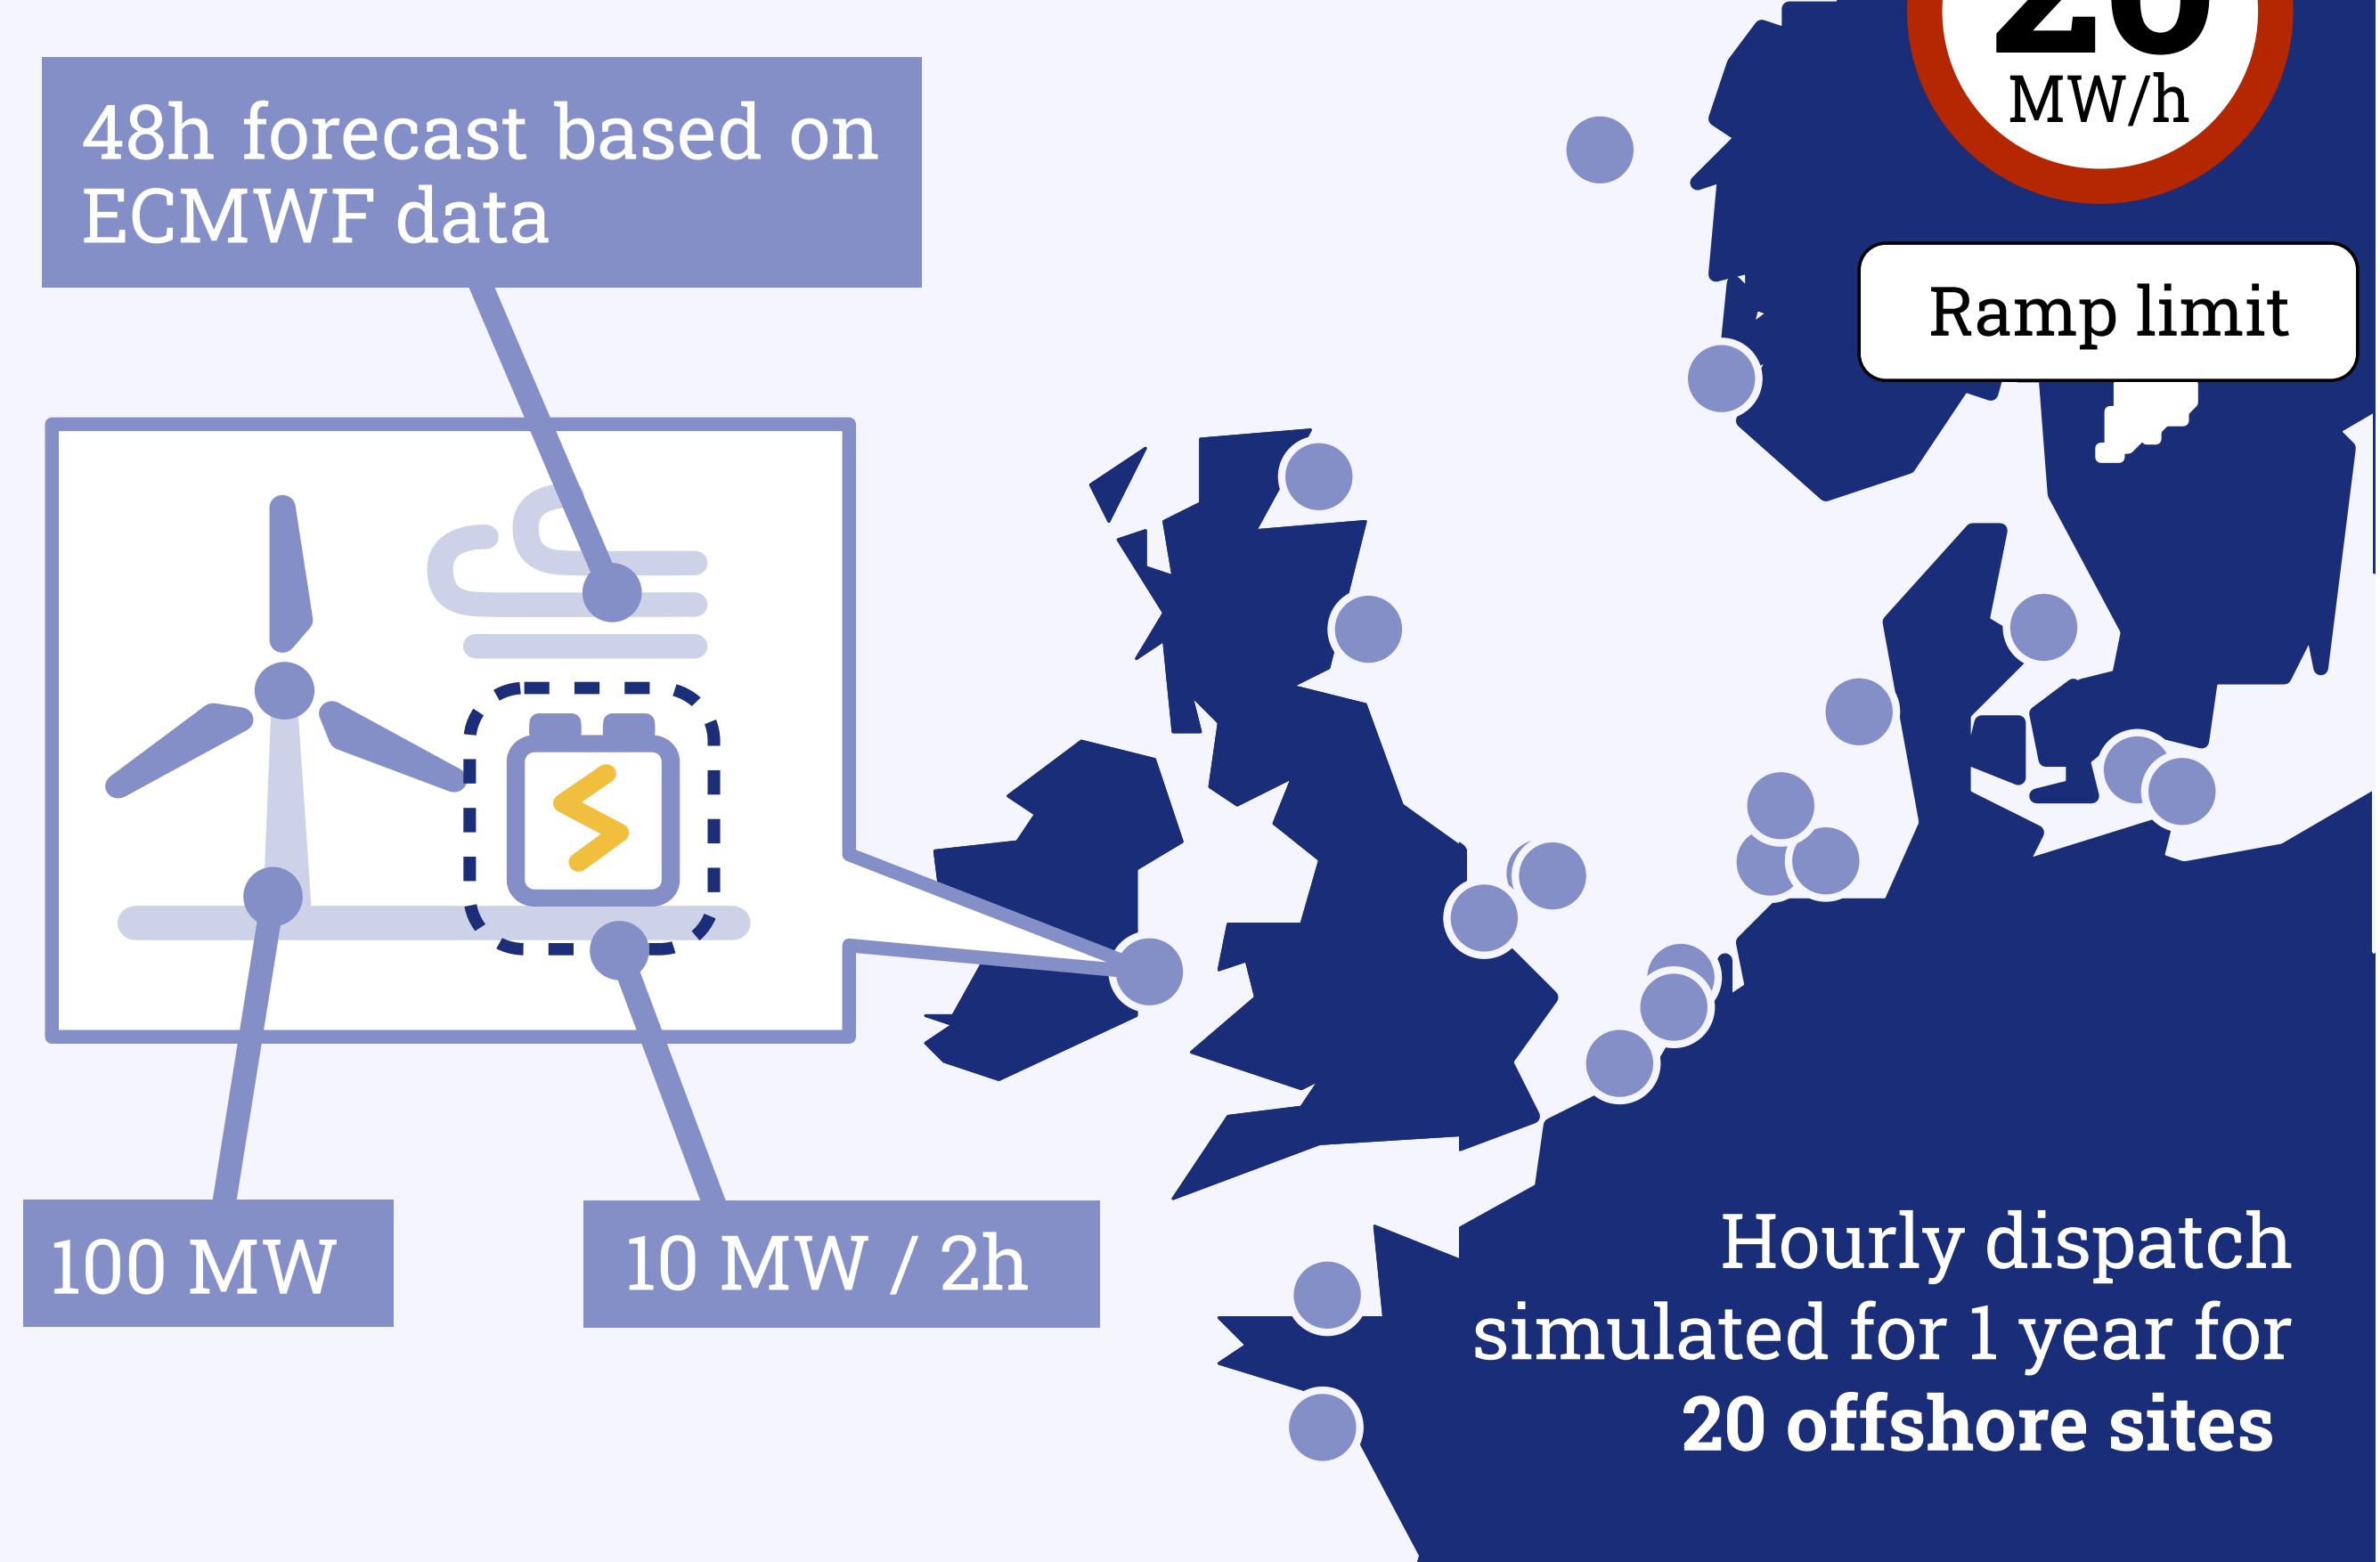 48h forecast based on
ECMWF data
20
MW/h
Ramp limit
100 MW
10 MW / 2h
Hourly dispatch
simulated for 1 year for
20 offshore sites